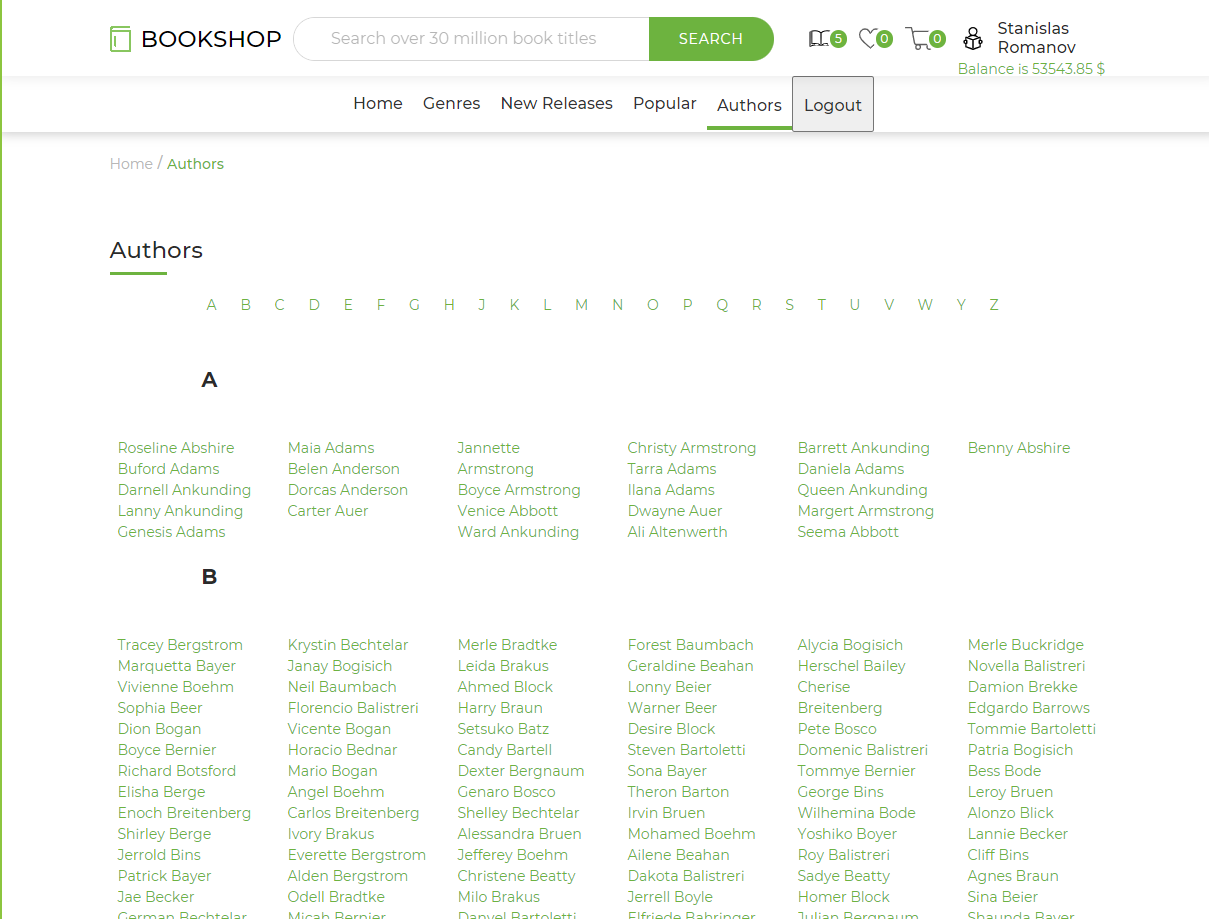 BOOKSHOP
Search over 30 million book titles
SEARCH
5
0
0
Stanislas
Romanov
Balance is 53543.85 $
Home Genres New Releases Popular Authors Logout
Home / Authors
Authors
A B C D E F G H J K L M N O P Q R S T U V W Y Z
A
Roseline Abshire
Buford Adams
Darnell Ankunding
Lanny Ankunding
Genesis Adams
Maia Adams
Belen Anderson
Dorcas Anderson
Carter Auer
Jannette
Armstrong
Boyce Armstrong
Venice Abbott
Ward Ankunding
Christy Armstrong
Tarra Adams
Ilana Adams
Dwayne Auer
Ali Altenwerth
Barrett Ankunding
Daniela Adams
Queen Ankunding
Margert Armstrong
Seema Abbott
Benny Abshire
B
Tracey Bergstrom
Marquetta Bayer
Vivienne Boehm
Sophia Beer
Dion Bogan
Boyce Bernier
Richard Botsford
Elisha Berge
Enoch Breitenberg
Shirley Berge
Jerrold Bins
Patrick Bayer
Jae Becker
German Bechtelar
Krystin Bechtelar
Janay Bogisich
Neil Baumbach
Florencio Balistreri
Vicente Bogan
Horacio Bednar
Mario Bogan
Angel Boehm
Carlos Breitenberg
Ivory Brakus
Everette Bergstrom
Alden Bergstrom
Odell Bradtke
Micah Bernier
Merle Bradtke
Leida Brakus
Ahmed Block
Harry Braun
Setsuko Batz
Candy Bartell
Dexter Bergnaum
Genaro Bosco
Shelley Bechtelar
Alessandra Bruen
Jefferey Boehm
Christene Beatty
Milo Brakus
Danyel Bartoletti
Forest Baumbach
Geraldine Beahan
Lonny Beier
Warner Beer
Desire Block
Steven Bartoletti
Sona Bayer
Theron Barton
Irvin Bruen
Mohamed Boehm
Ailene Beahan
Dakota Balistreri
Jerrell Boyle
Elfriede Bahringer
Alycia Bogisich
Herschel Bailey
Cherise
Breitenberg
Pete Bosco
Domenic Balistreri
Tommye Bernier
George Bins
Wilhemina Bode
Yoshiko Boyer
Roy Balistreri
Sadye Beatty
Homer Block
Julian Bergnaum
Merle Buckridge
Novella Balistreri
Damion Brekke
Edgardo Barrows
Tommie Bartoletti
Patria Bogisich
Bess Bode
Leroy Bruen
Alonzo Blick
Lannie Becker
Cliff Bins
Agnes Braun
Sina Beier
Shaunda Bayer